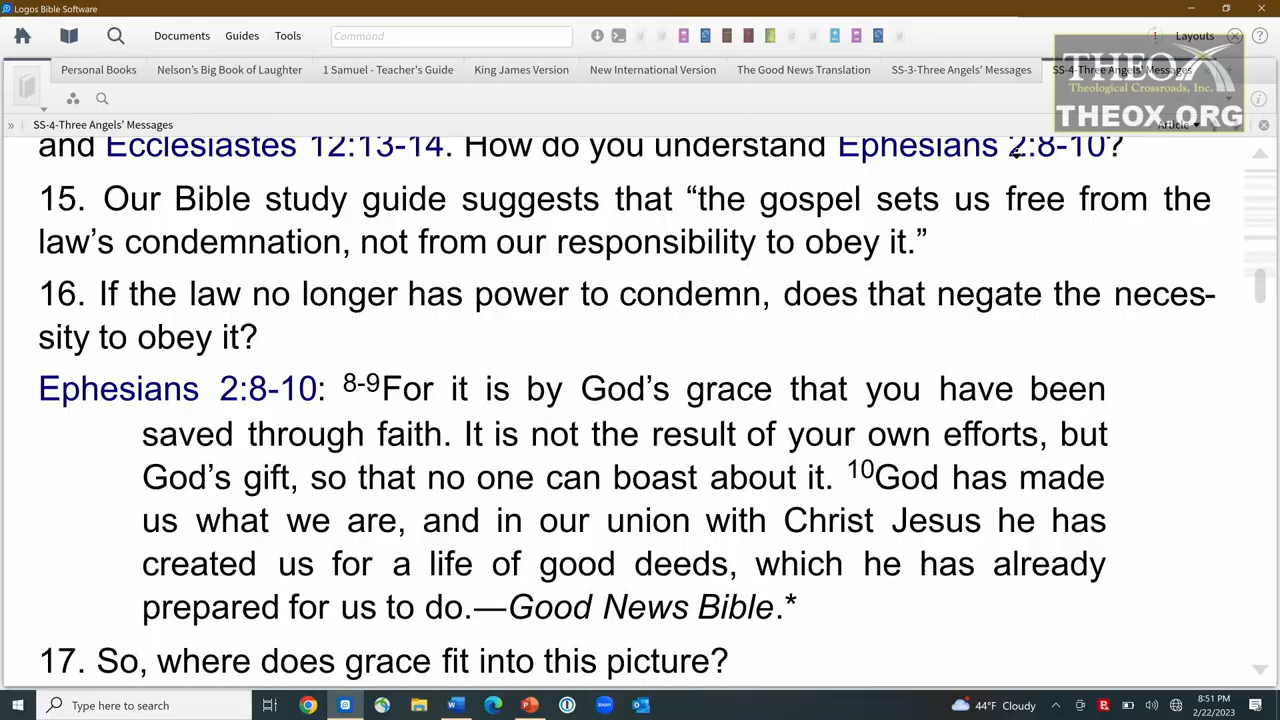 Logos Bible Software
Documents Guides Tools Command Layouts
Personal Books Nelson's Big Book of Laughter 1 Sam King James Version New International Version The Good News Translation SS-3-Three Angels' Messages SS-4-Three Angels' Messages
THEOX
Theological Crossroads, Inc.
THEOX.ORG
SS-4-Three Angels' Messages Article
and Ecclesiastes 12:13-14. How do you understand Ephesians 2:8-10?
15. Our Bible study guide suggests that “the gospel sets us free from the
law’s condemnation, not from our responsibility to obey it.”
16. If the law no longer has power to condemn, does that negate the neces-
sity to obey it?
Ephesians 2:8-10: 8-9For it is by God’s grace that you have been
saved through faith. It is not the result of your own efforts, but
God’s gift, so that no one can boast about it. 10God has made
us what we are, and in our union with Christ Jesus he has
created us for a life of good deeds, which he has already
prepared for us to do.—Good News Bible.*
17. So, where does grace fit into this picture?
Type here to search
44°F Cloudy
8:51 PM
2/22/2023